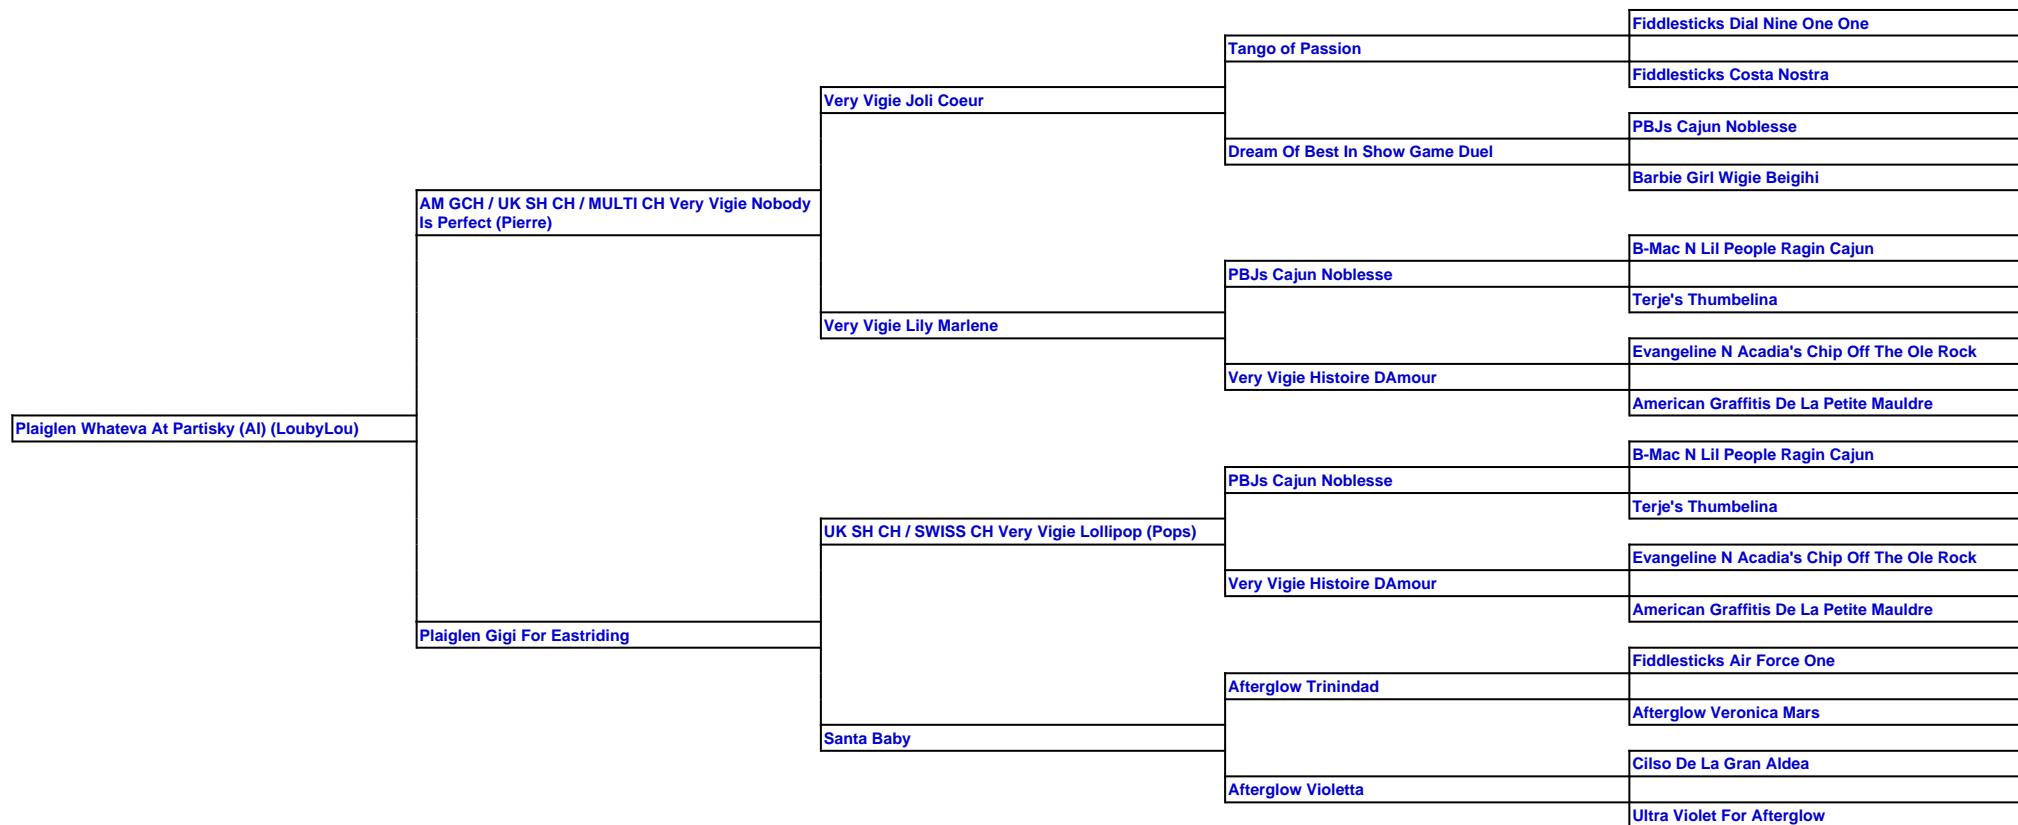 Fiddlesticks Dial Nine One One
Tango of Passion
Fiddlesticks Costa Nostra
Very Vigie Joli Coeur
PBJs Cajun Noblesse
Dream Of Best In Show Game Duel
Barbie Girl Wigie Beigihi
AM GCH / UK SH CH / MULTI CH Very Vigie Nobody
Is Perfect (Pierre)
B-Mac N Lil People Ragin Cajun
PBJs Cajun Noblesse
Terje's Thumbelina
Very Vigie Lily Marlene
Evangeline N Acadia's Chip Off The Ole Rock
Very Vigie Histoire DAmour
American Graffitis De La Petite Mauldre
Plaiglen Whateva At Partisky (AI) (LoubyLou)
B-Mac N Lil People Ragin Cajun
PBJs Cajun Noblesse
Terje's Thumbelina
UK SH CH / SWISS CH Very Vigie Lollipop (Pops)
Evangeline N Acadia's Chip Off The Ole Rock
Very Vigie Histoire DAmour
American Graffitis De La Petite Mauldre
Plaiglen Gigi For Eastriding
Fiddlesticks Air Force One
Afterglow Trinindad
Afterglow Veronica Mars
Santa Baby
Cilso De La Gran Aldea
Afterglow Violetta
Ultra Violet For Afterglow